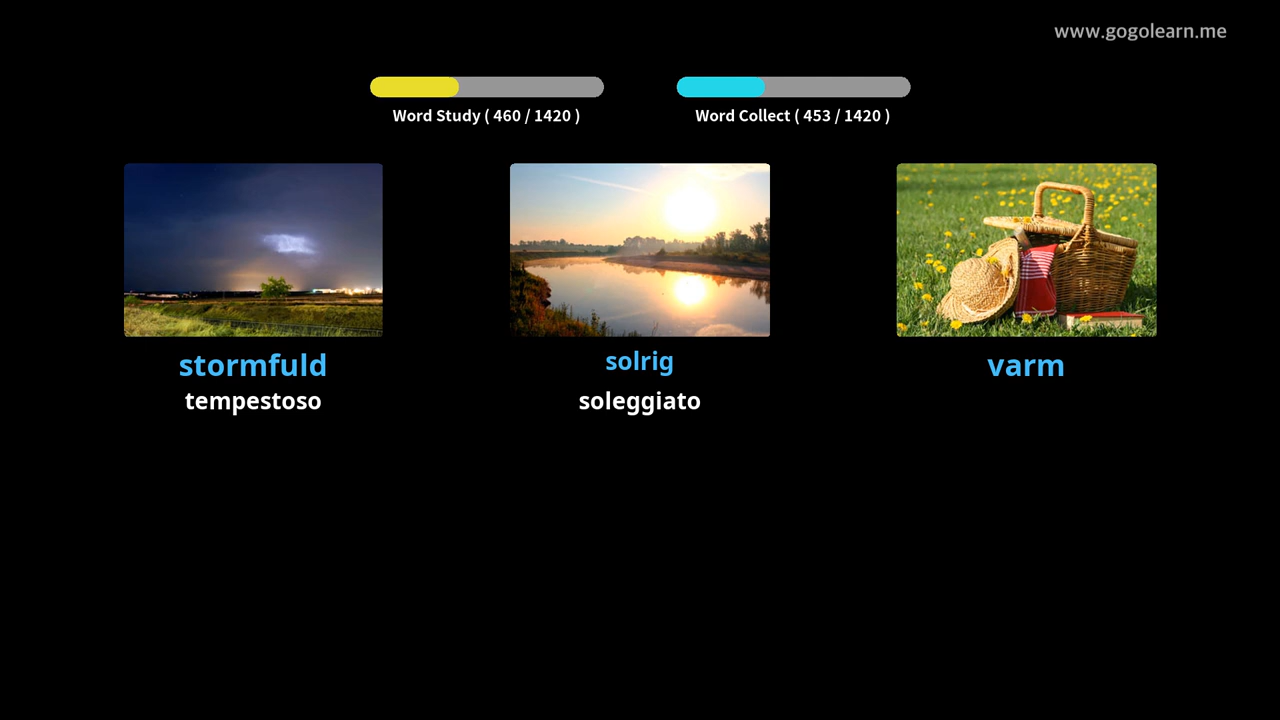 www.gogolearn.me
Word Study ( 460 / 1420 )
Word Collect ( 453 / 1420 )
stormfuld
tempestoso
solrig
soleggiato
varm